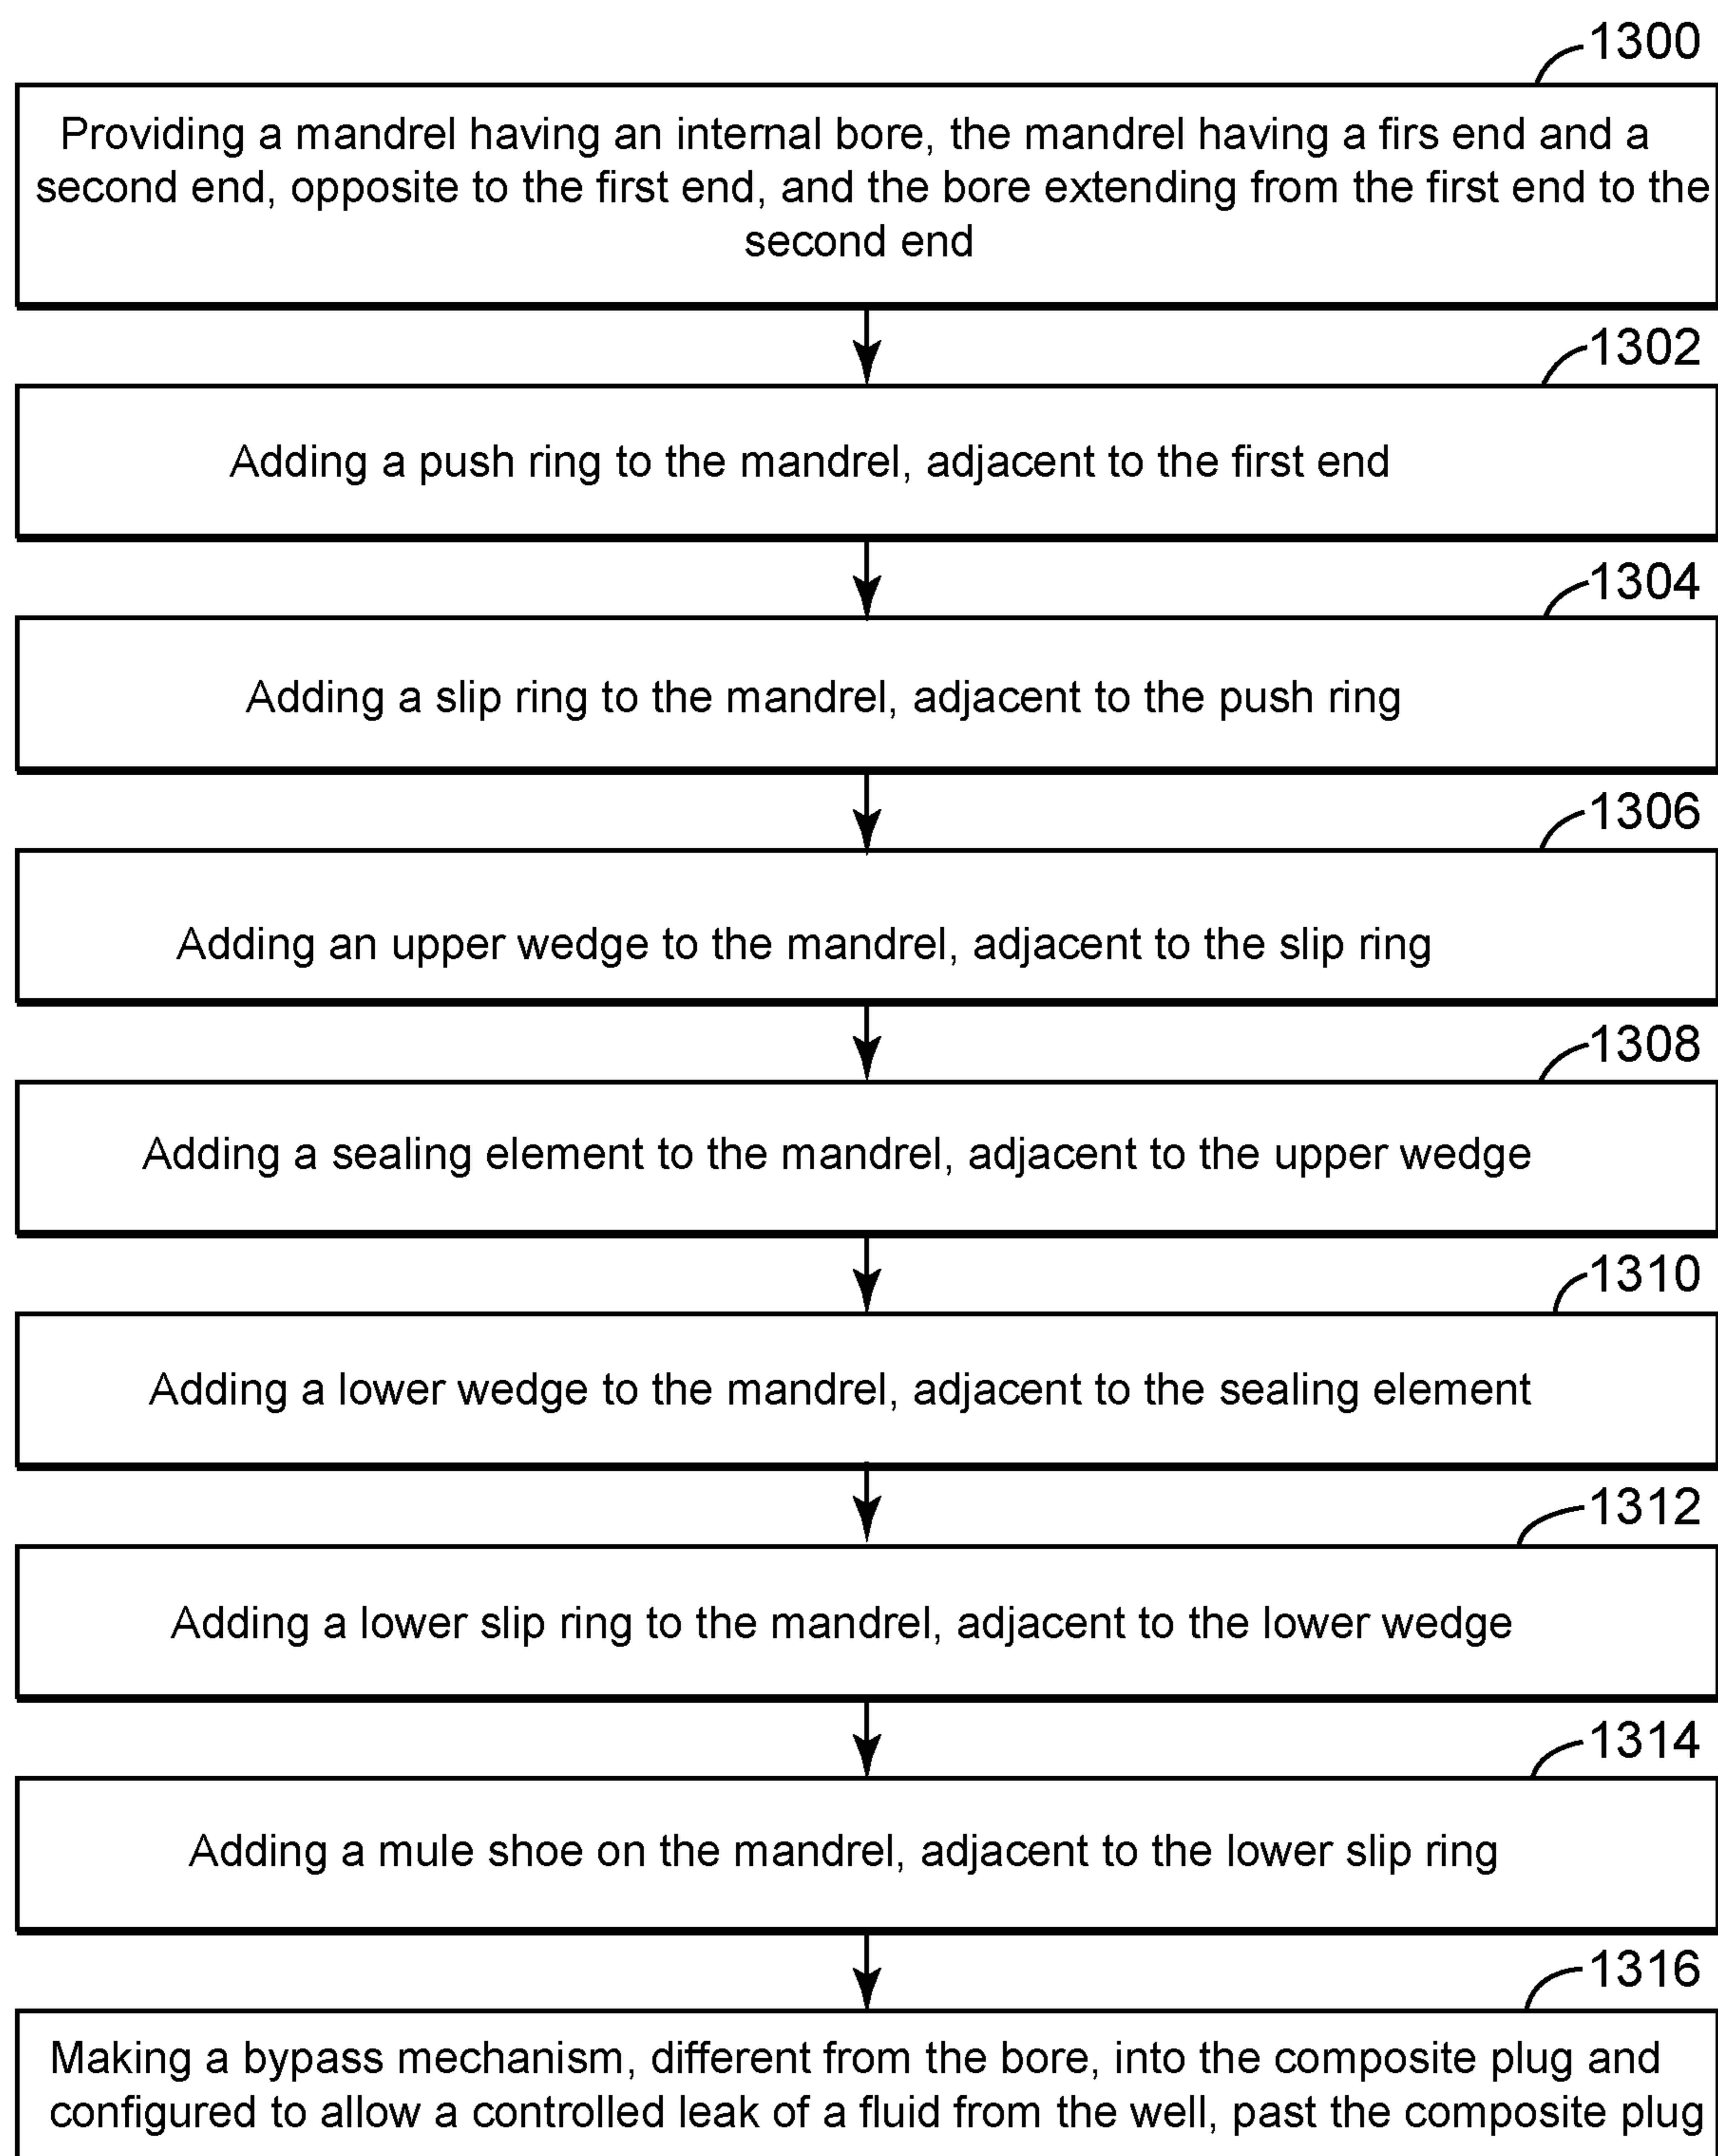 1300
Providing a mandrel having an internal bore, the mandrel having a firs end and a
second end, opposite to the first end, and the bore extending from the first end to the
second end
1302
Adding a push ring to the mandrel, adjacent to the first end
1304
Adding a slip ring to the mandrel, adjacent to the push ring
1306
Adding an upper wedge to the mandrel, adjacent to the slip ring
1308
Adding a sealing element to the mandrel, adjacent to the upper wedge
1310
Adding a lower wedge to the mandrel, adjacent to the sealing element
1312
Adding a lower slip ring to the mandrel, adjacent to the lower wedge
1314
Adding a mule shoe on the mandrel, adjacent to the lower slip ring
1316
Making a bypass mechanism, different from the bore, into the composite plug and
configured to allow a controlled leak of a fluid from the well, past the composite plug